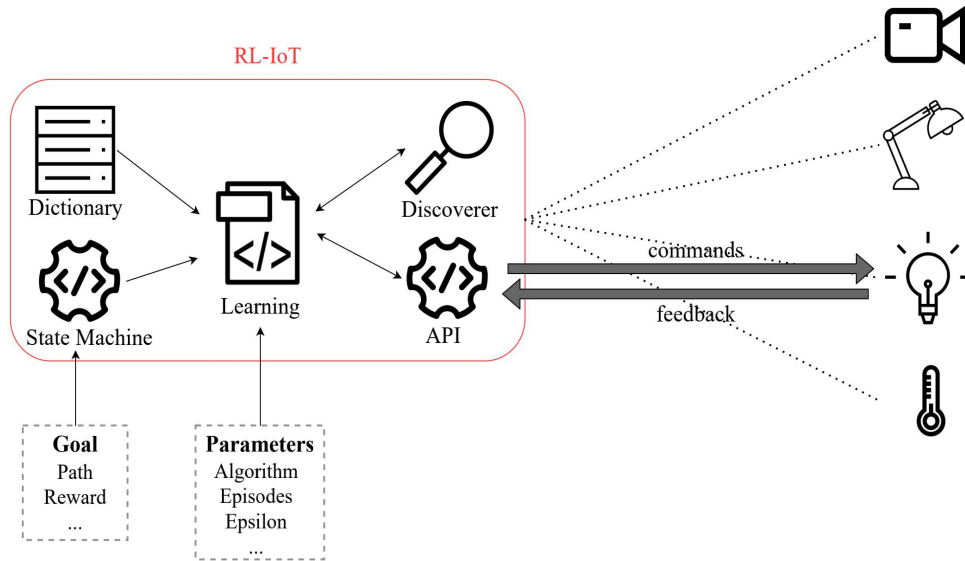 RL-IoT
Dictionary
Discoverer
commands
</>
</>
</>
Learning
feedback
State Machine
API
Goal
Path
Reward
...
Parameters
Algorithm
Episodes
Epsilon
...